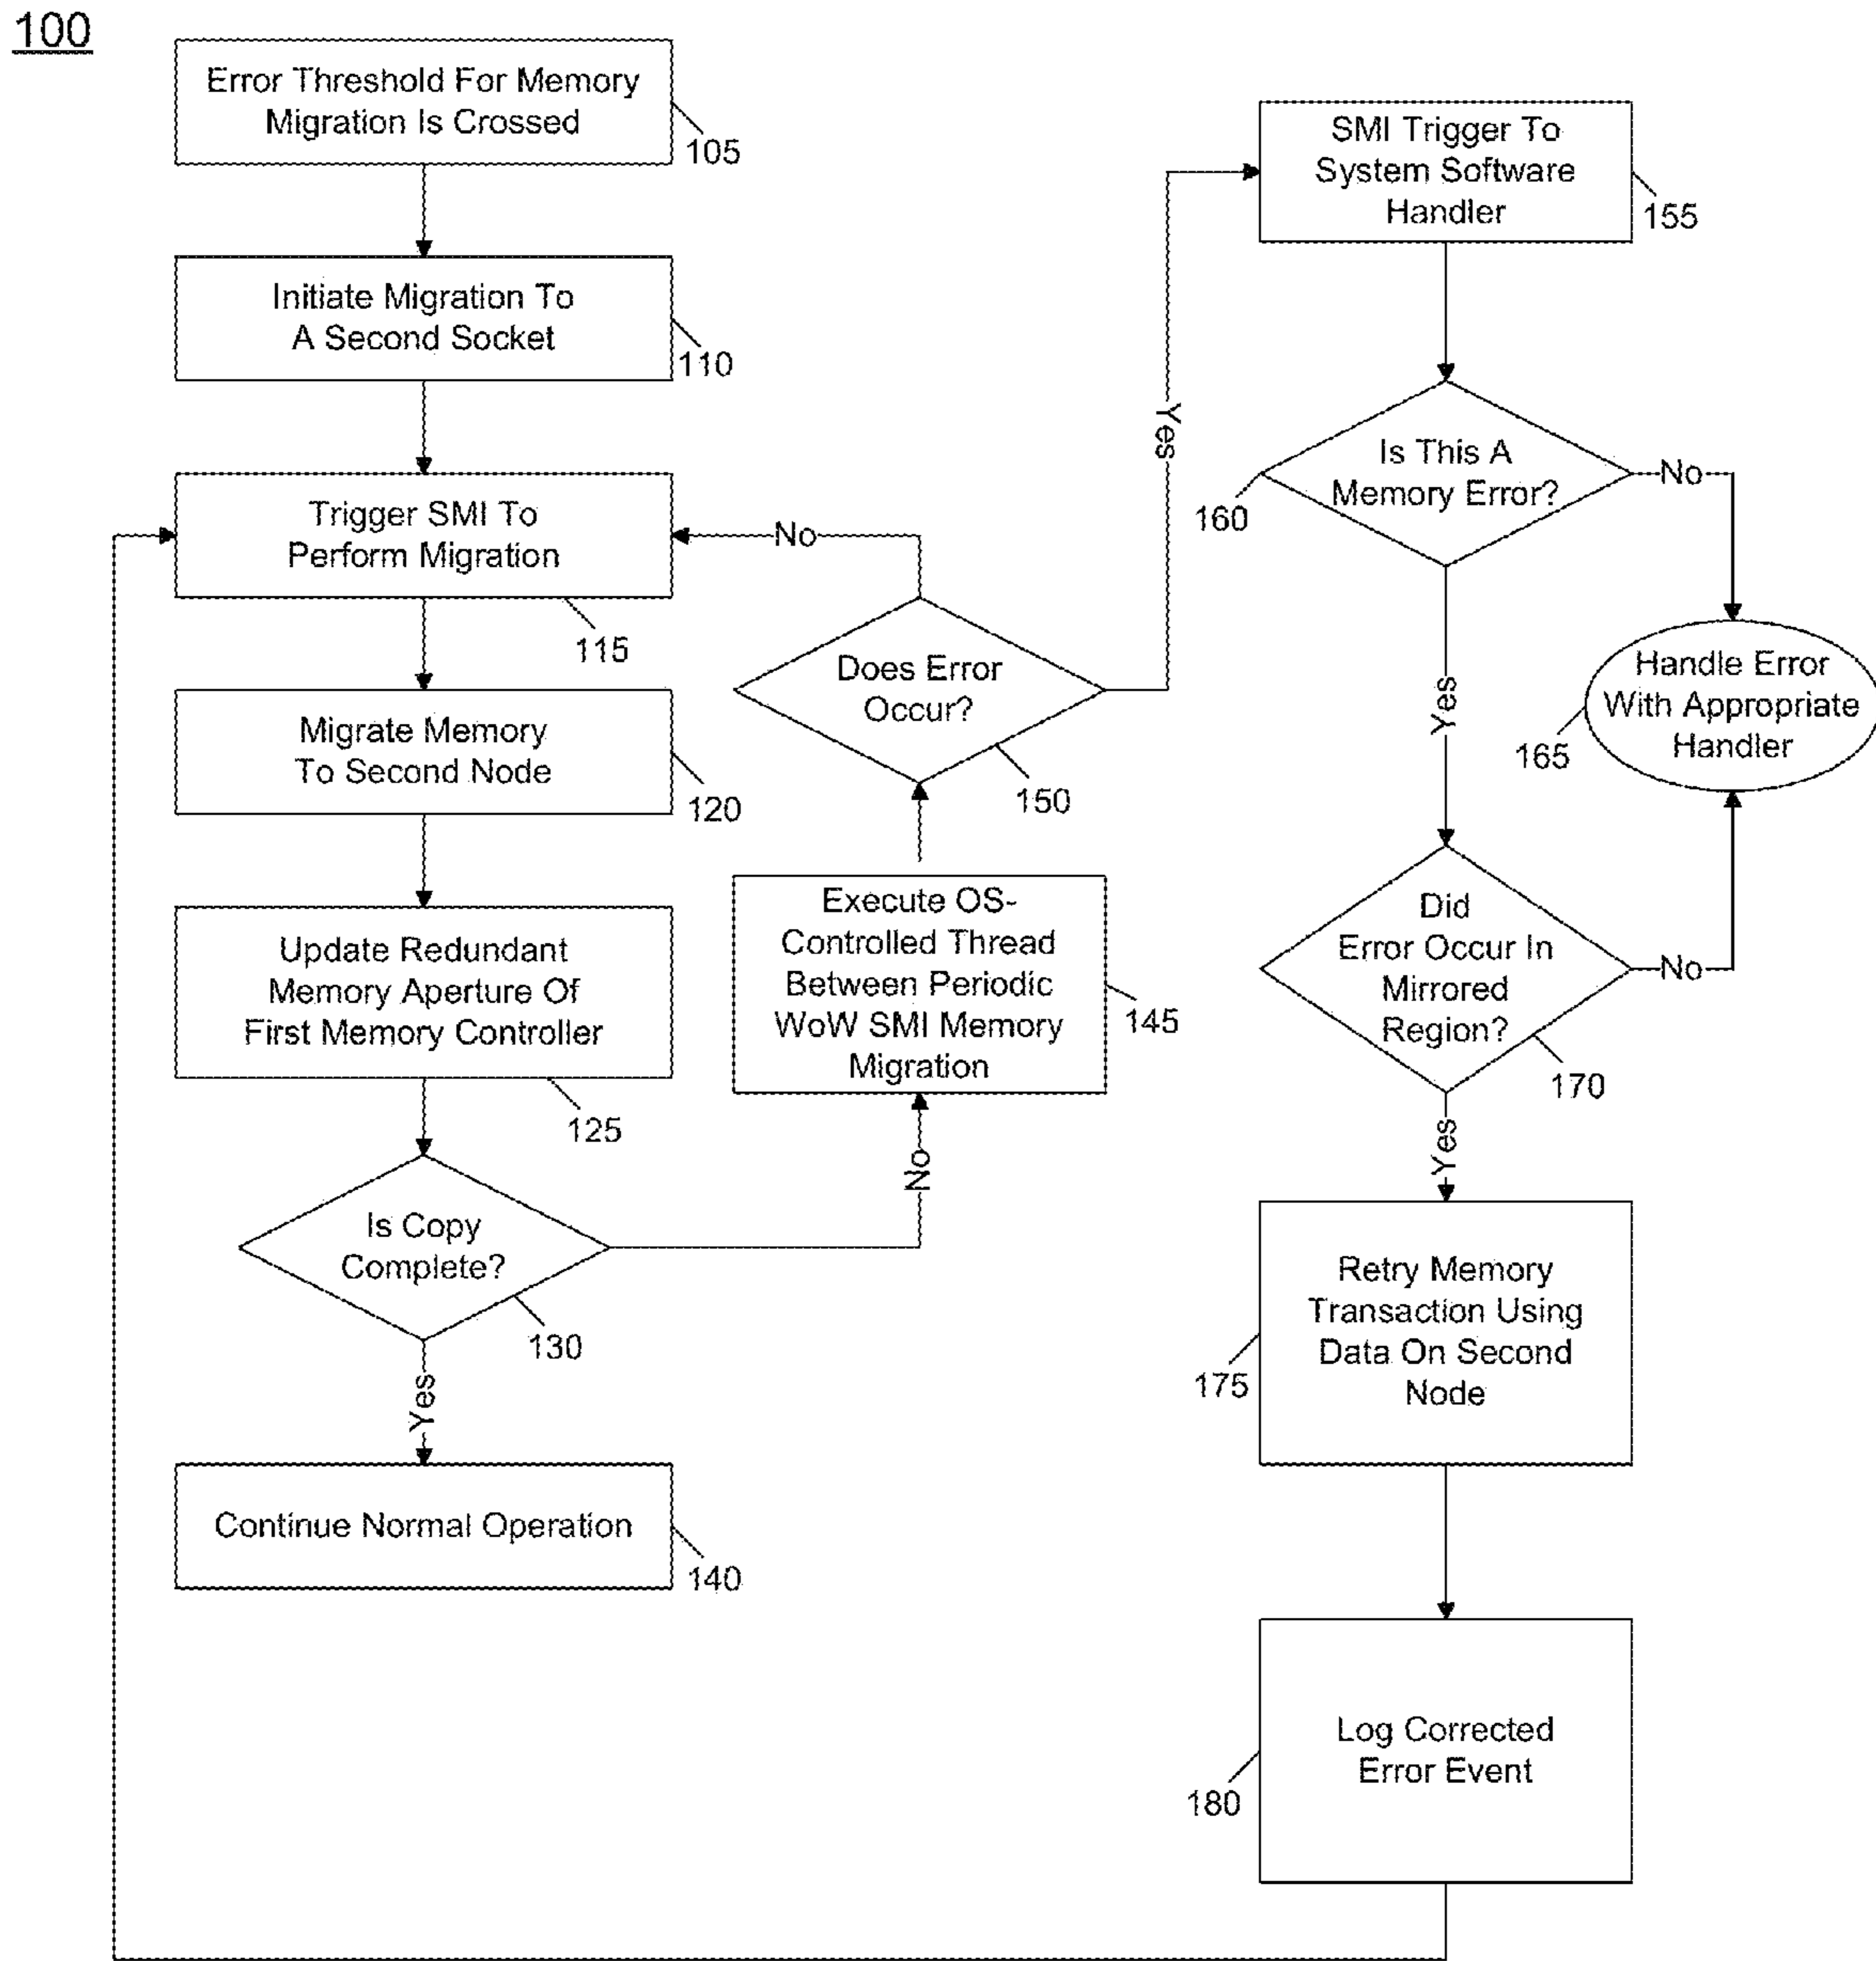 100
Error Threshold For Memory
Migration Is Crossed
105
Initiate Migration To
A Second Socket
110
Trigger SMI To
Perform Migration
115
Migrate Memory
To Second Node
120
Update Redundant
Memory Aperture Of
First Memory Controller
125
Is Copy
Complete?
130
Yes
Continue Normal Operation
140
No
Execute OS-
Controlled Thread
Between Periodic
WoW SMI Memory
Migration
145
Does Error
Occur?
150
No
Yes
SMI Trigger To
System Software
Handler
155
Is This A
Memory Error?
160
No
Handle Error
With Appropriate
Handler
165
Yes
Did
Error Occur In
Mirrored
Region?
170
No
Yes
Retry Memory
Transaction Using
Data On Second
Node
175
Log Corrected
Error Event
180